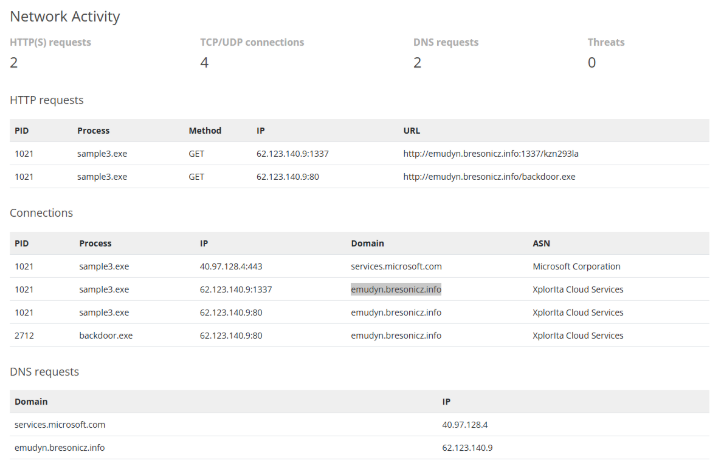 Network Activity
HTTP(S) requests TCP/UDP connections DNS requests Threats
2 4 2 0
HTTP requests
PID Process Method IP URL
1021 sample3.exe GET 62.123.140.9:1337 http://emudyn.bresonicz.info:1337/kzn293la
1021 sample3.exe GET 62.123.140.9:80 http://emudyn.bresonicz.info/backdoor.exe
Connections
PID Process IP Domain ASN
1021 sample3.exe 40.97.128.4:443 services.microsoft.com Microsoft Corporation
1021 sample3.exe 62.123.140.9:1337 emudyn.bresonicz.info XplorIta Cloud Services
1021 sample3.exe 62.123.140.9:80 emudyn.bresonicz.info XplorIta Cloud Services
2712 backdoor.exe 62.123.140.9:80 emudyn.bresonicz.info XplorIta Cloud Services
DNS requests
Domain IP
services.microsoft.com 40.97.128.4
emudyn.bresonicz.info 62.123.140.9